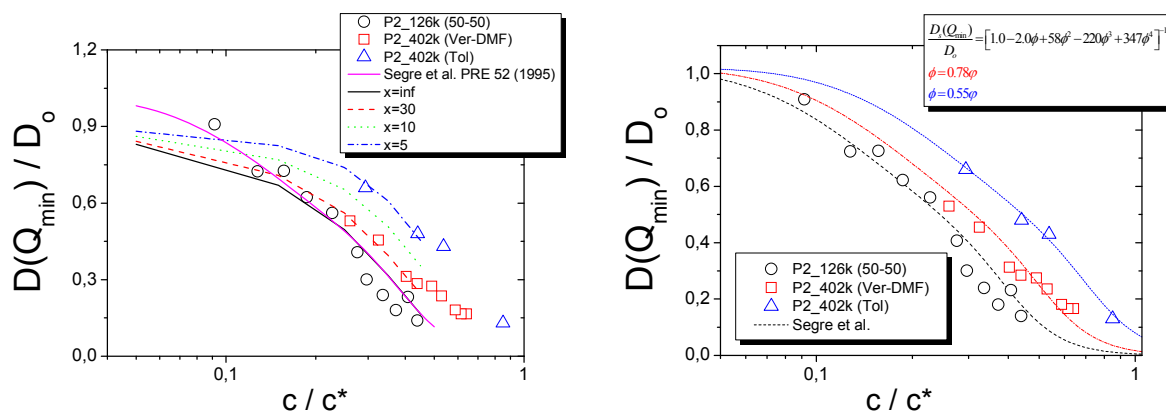 P2_126k (50-50)
P2_402k (Ver-DMF)
P2_402k (Tol)
Segre et al. PRE 52 (1995)
x=inf
x=30
x=10
x=5
1,2
0,9
0,6
0,3
0,0
0,1
1
D(Q_min) / D_o
c / c*
D_s(Q_min)/D_o = [1.0−2.0ϕ+58ϕ²−220ϕ³+347ϕ⁴]⁻¹
ϕ=0.78φ
ϕ=0.55φ
1,0
0,8
0,6
0,4
0,2
0,0
P2_126k (50-50)
P2_402k (Ver-DMF)
P2_402k (Tol)
Segre et al.
0,1
1
D(Q_min) / D_o
c / c*